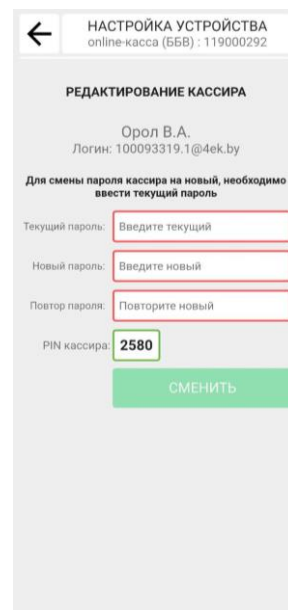 НАСТРОЙКА УСТРОЙСТВА
online-касса (ББВ) : 119000292
РЕДАКТИРОВАНИЕ КАССИРА
Орол В.А.
Логин: 100093319.1@4ek.by
Для смены пароля кассира на новый, необходимо
ввести текущий пароль
Текущий пароль: Введите текущий
Новый пароль: Введите новый
Повтор пароля: Повторите новый
PIN кассира: 2580
СМЕНИТЬ